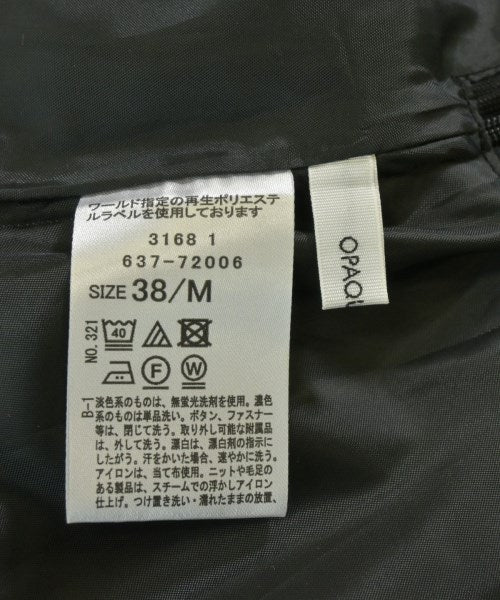 ワールド指定の再生ポリエステ
ルラベルを使用しております
3168 1
637-72006
SIZE 38/M
NO.321
40
F
W
B-1
淡色系のものは、無蛍光洗剤を使用。濃色
系のものは単品洗い。ボタン、ファスナー
等は、閉じて洗う。取り外し可能な附属品
は、外して洗う。漂白は、漂白剤の指示に
したがう。汗をかいた場合、速やかに洗う。
アイロンは、当て布使用。ニットや毛足の
ある製品は、スチームでの浮かしアイロン
仕上げ。つけ置き洗い・濡れたままの放置、
OPAQU